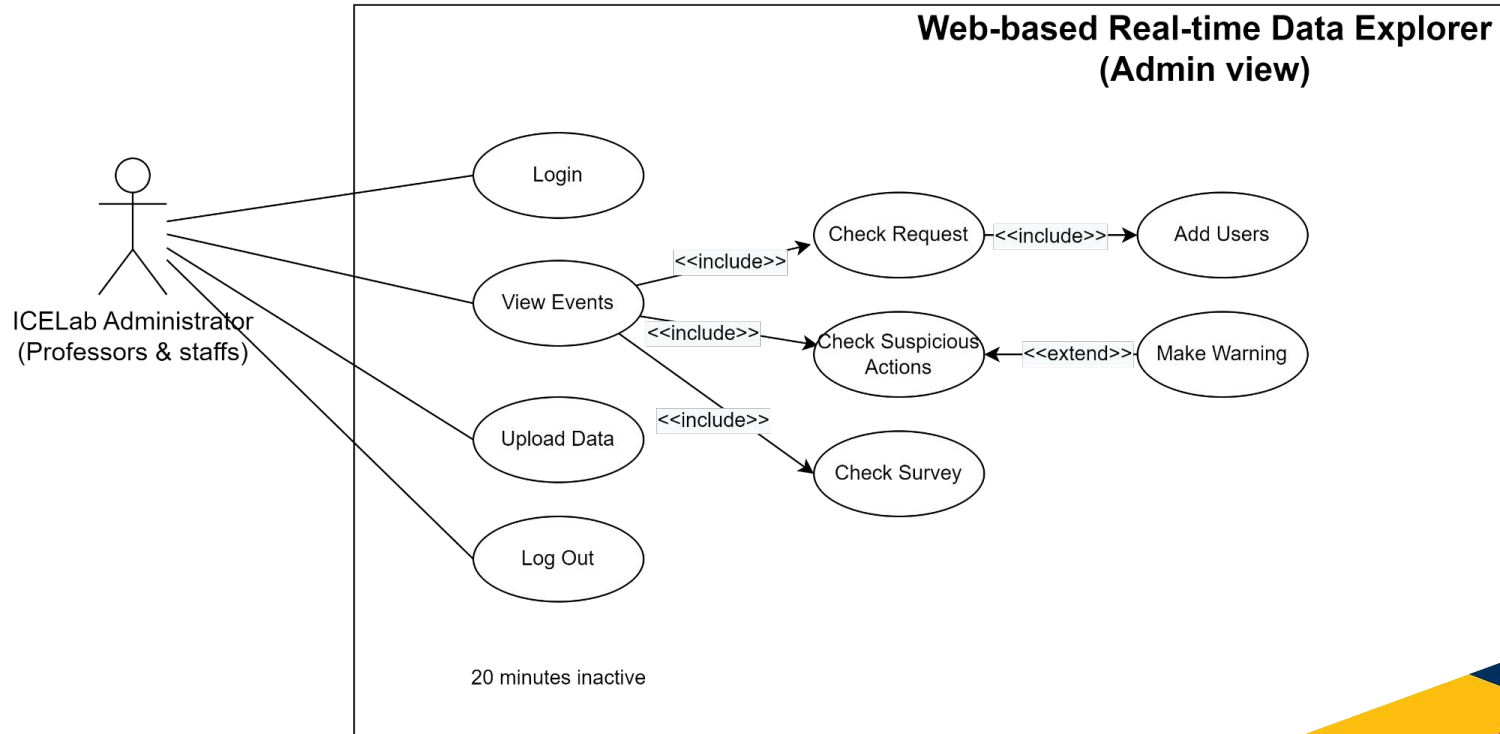 Web-based Real-time Data Explorer
(Admin view)
Login
Check Request
<<include>>
Add Users
<<include>>
View Events
ICELab Administrator
(Professors & staffs)
<<include>>
Check Suspicious
Actions
<<extend>>
Make Warning
<<include>>
Upload Data
Check Survey
Log Out
20 minutes inactive